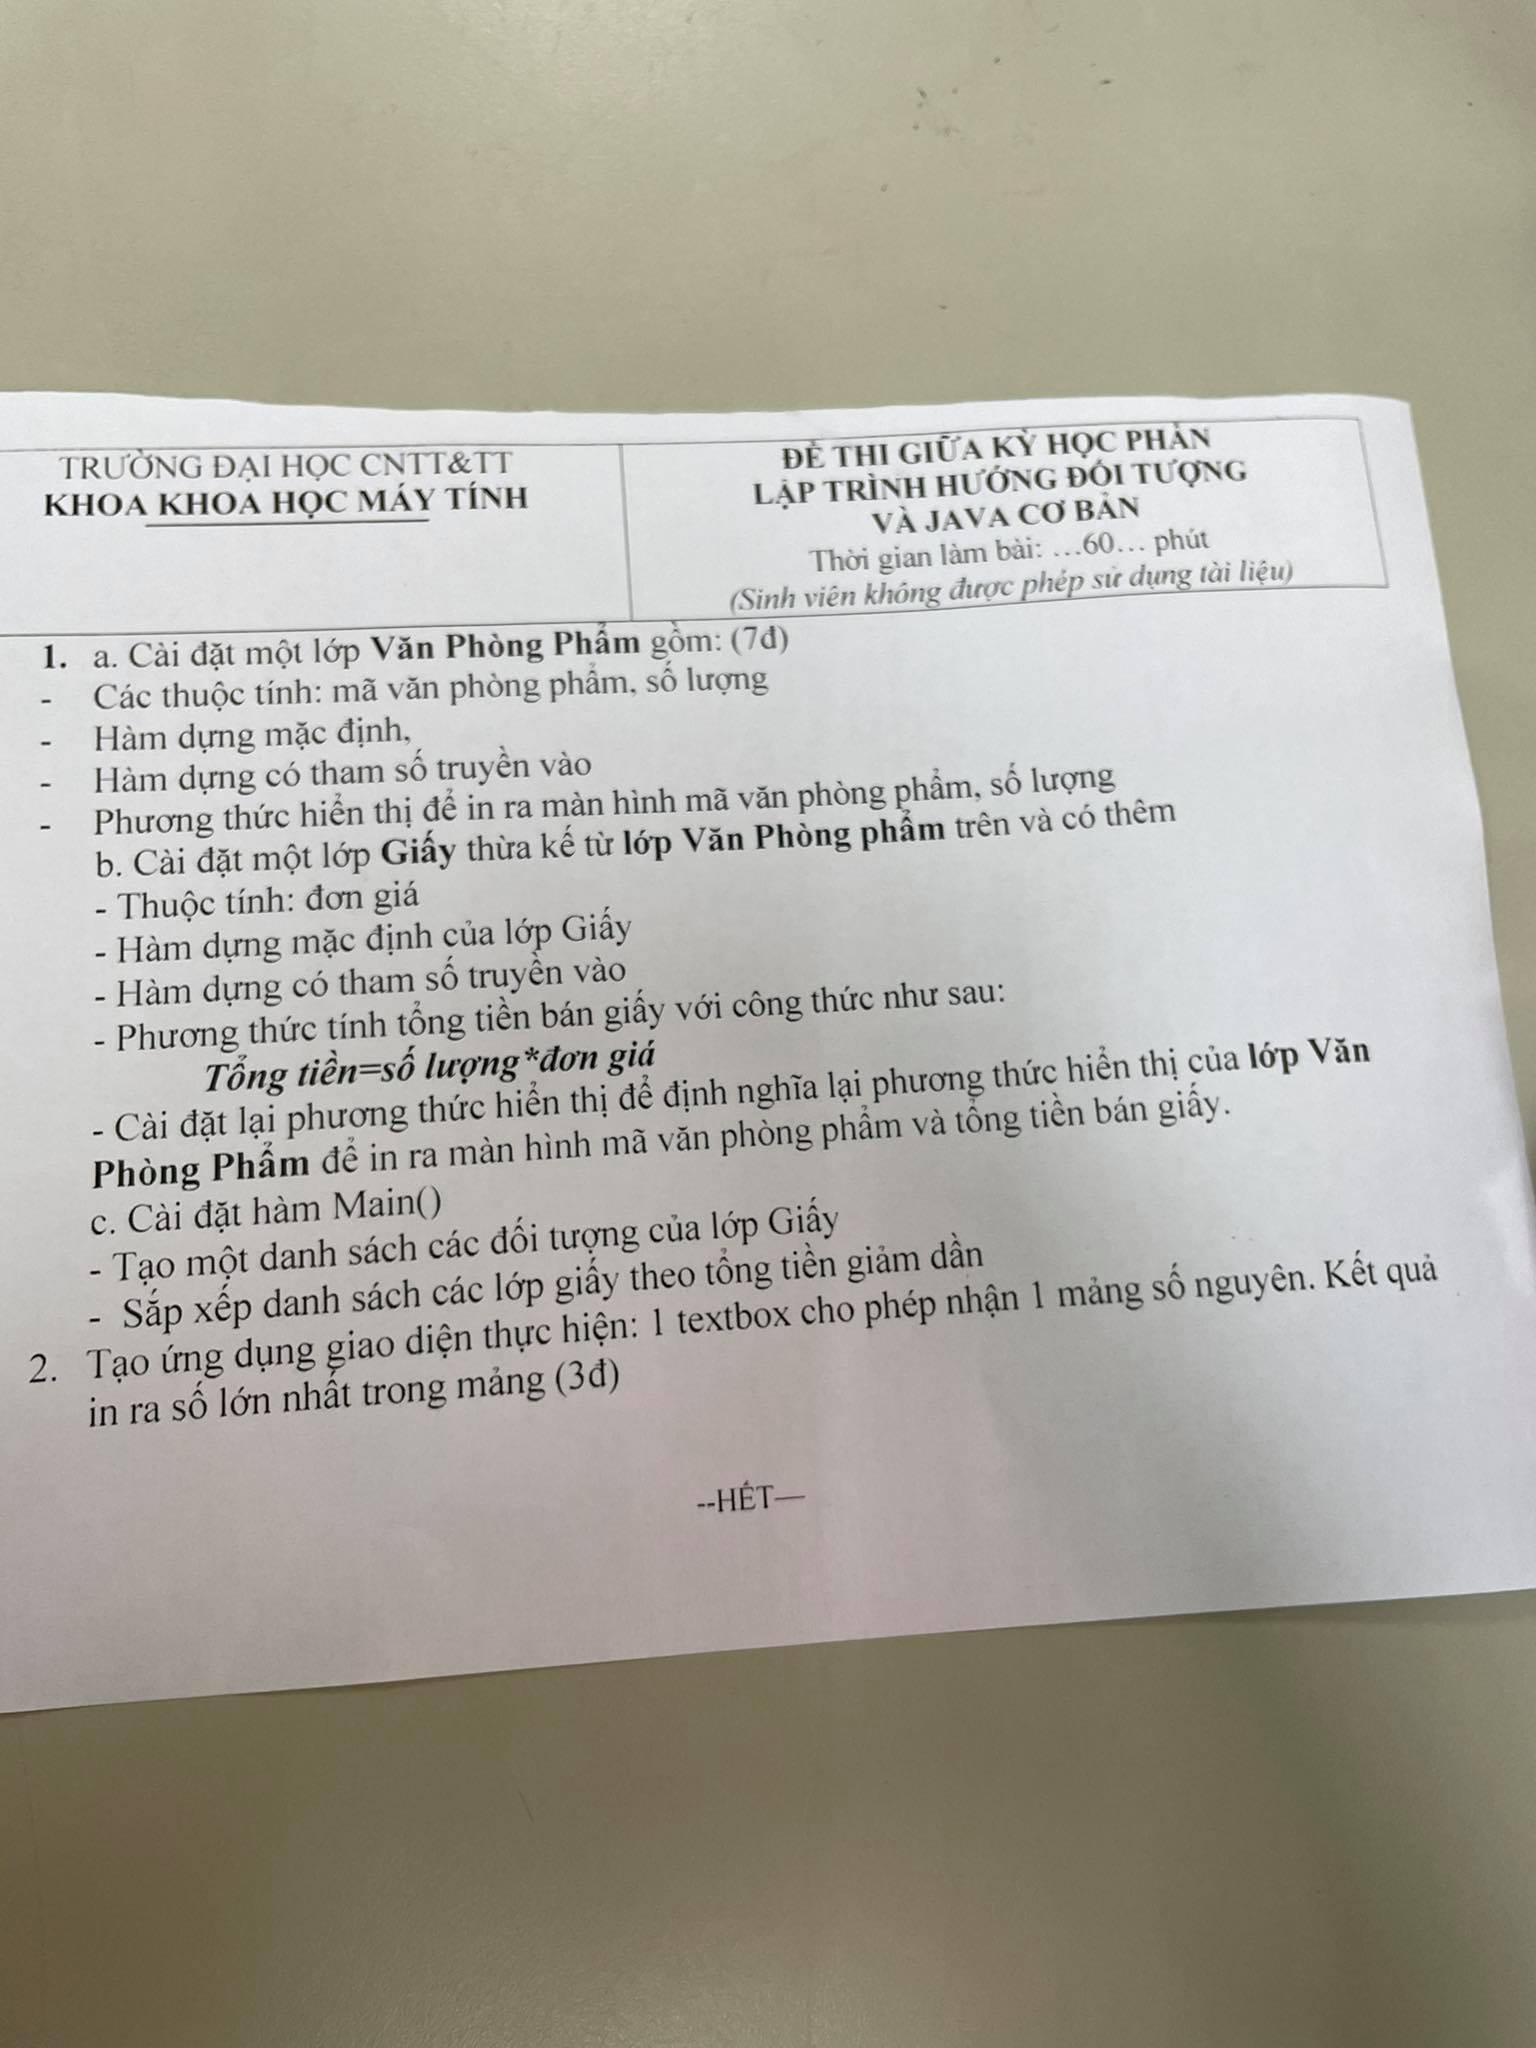 TRƯỜNG ĐẠI HỌC CNTT&TT
KHOA KHOA HỌC MÁY TÍNH
ĐỀ THI GIỮA KỲ HỌC PHẦN
LẬP TRÌNH HƯỚNG ĐỐI TƯỢNG
VÀ JAVA CƠ BẢN
Thời gian làm bài: …60… phút
(Sinh viên không được phép sử dụng tài liệu)
1. a. Cài đặt một lớp Văn Phòng Phẩm gồm: (7đ)
- Các thuộc tính: mã văn phòng phẩm, số lượng
- Hàm dựng mặc định,
- Hàm dựng có tham số truyền vào
- Phương thức hiển thị để in ra màn hình mã văn phòng phẩm, số lượng
b. Cài đặt một lớp Giấy thừa kế từ lớp Văn Phòng phẩm trên và có thêm
- Thuộc tính: đơn giá
- Hàm dựng mặc định của lớp Giấy
- Hàm dựng có tham số truyền vào
- Phương thức tính tổng tiền bán giấy với công thức như sau:
Tổng tiền=số lượng*đơn giá
- Cài đặt lại phương thức hiển thị để định nghĩa lại phương thức hiển thị của lớp Văn
Phòng Phẩm để in ra màn hình mã văn phòng phẩm và tổng tiền bán giấy.
c. Cài đặt hàm Main()
- Tạo một danh sách các đối tượng của lớp Giấy
- Sắp xếp danh sách các lớp giấy theo tổng tiền giảm dần
2. Tạo ứng dụng giao diện thực hiện: 1 textbox cho phép nhận 1 mảng số nguyên. Kết quả
in ra số lớn nhất trong mảng (3đ)
--HẾT—